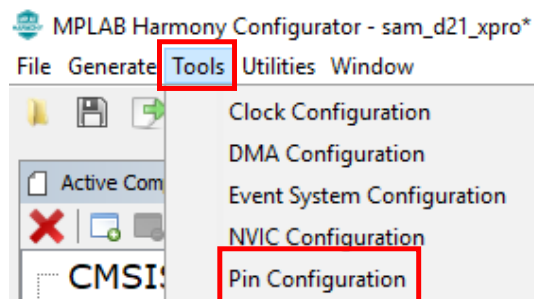 MPLAB Harmony Configurator - sam_d21_xpro*
File Generate Tools Utilities Window
Clock Configuration
DMA Configuration
Active Com
Event System Configuration
NVIC Configuration
CMSIS
Pin Configuration